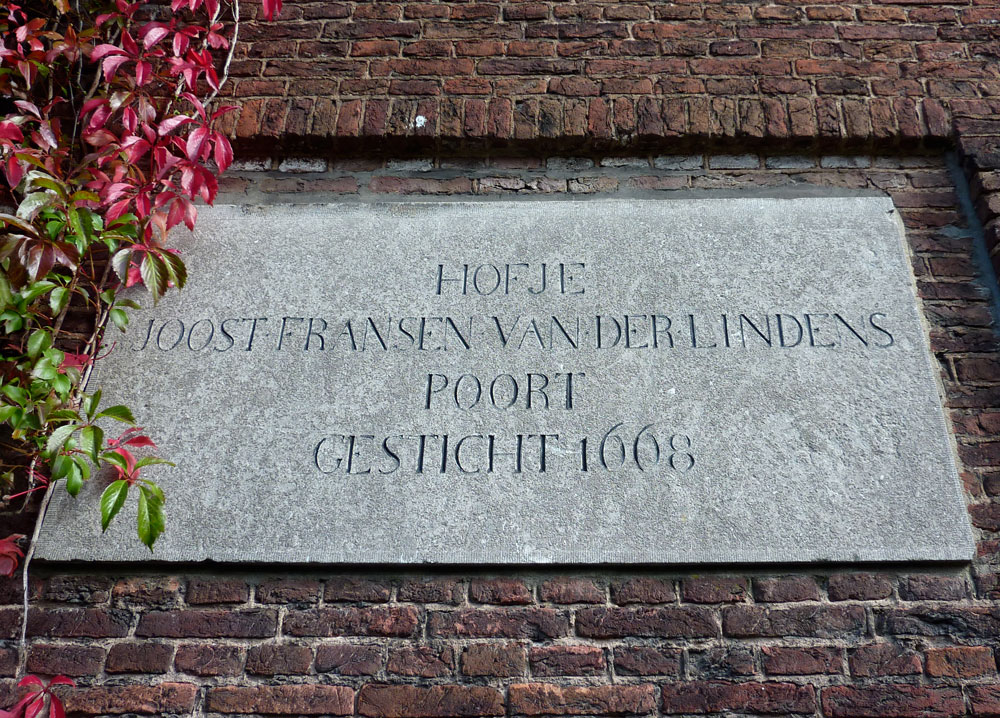 HOFJE
JOOST·FRANSEN·VAN·DER·LINDENS
POORT
GESTICHT·1668